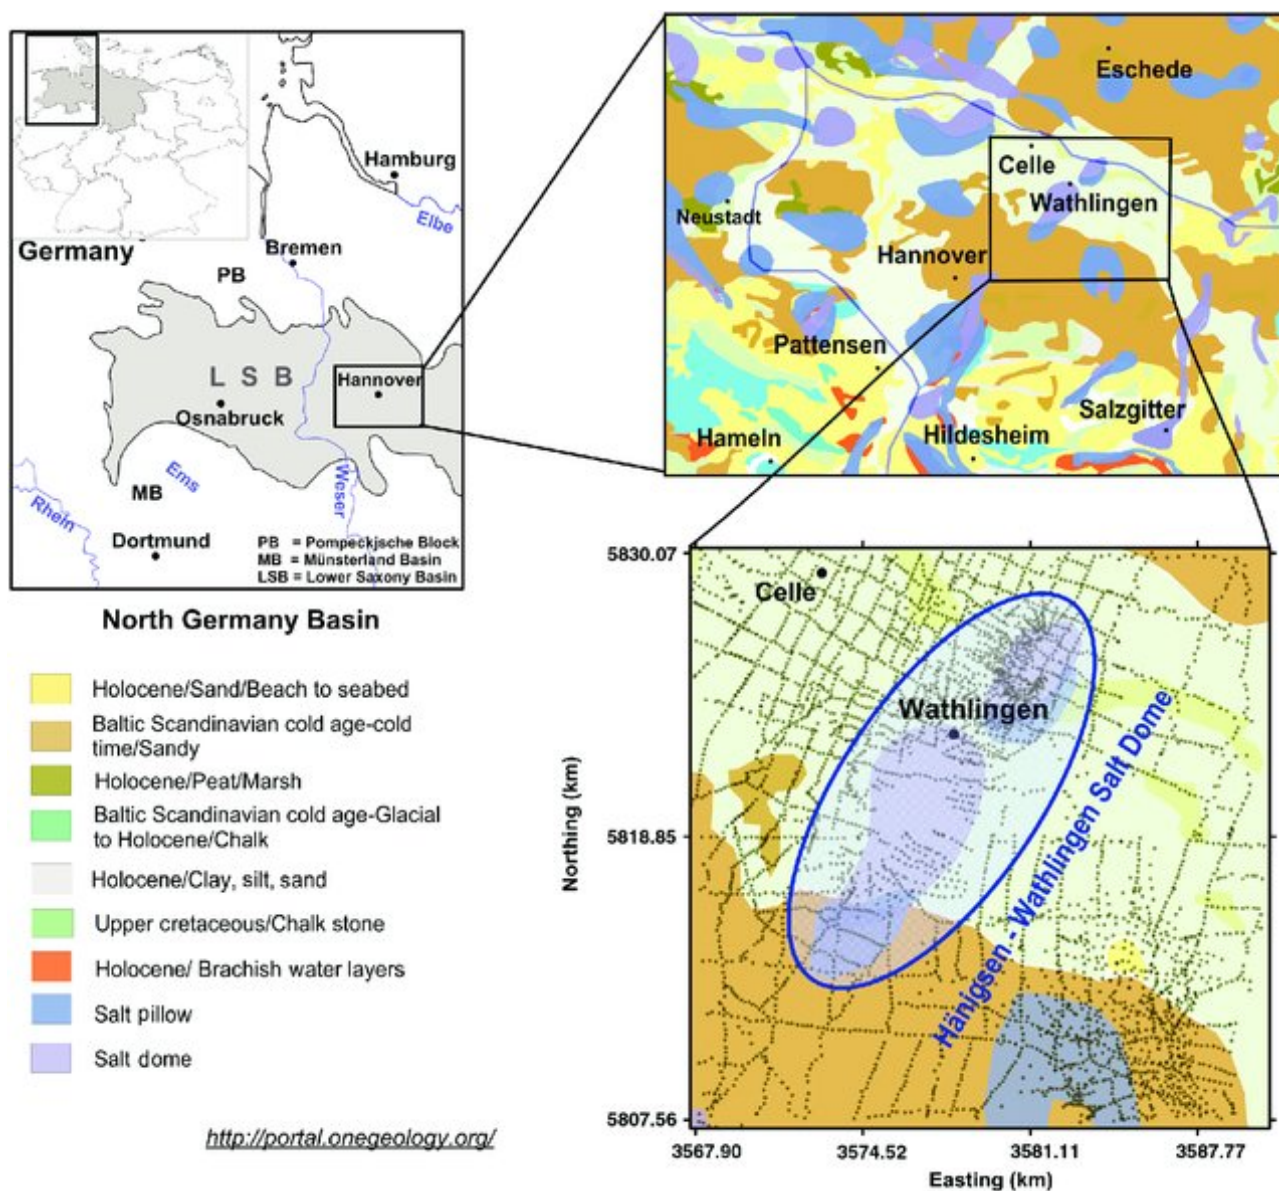 Germany
Hamburg
Elbe
Bremen
PB
L S B
Hannover
Osnabruck
MB
Ems
Weser
Rhein
Dortmund
PB = Pompeckjsche Block
MB = Münsterland Basin
LSB = Lower Saxony Basin
North Germany Basin
Holocene/Sand/Beach to seabed
Baltic Scandinavian cold age-cold
time/Sandy
Holocene/Peat/Marsh
Baltic Scandinavian cold age-Glacial
to Holocene/Chalk
Holocene/Clay, silt, sand
Upper cretaceous/Chalk stone
Holocene/ Brachish water layers
Salt pillow
Salt dome
http://portal.onegeology.org/
Eschede
Celle
Wathlingen
Neustadt
Hannover
Pattensen
Salzgitter
Hameln
Hildesheim
5830.07
Celle
Wathlingen
Hänigsen - Wathlingen Salt Dome
Northing (km)
5818.85
5807.56
3567.90
3574.52
3581.11
3587.77
Easting (km)